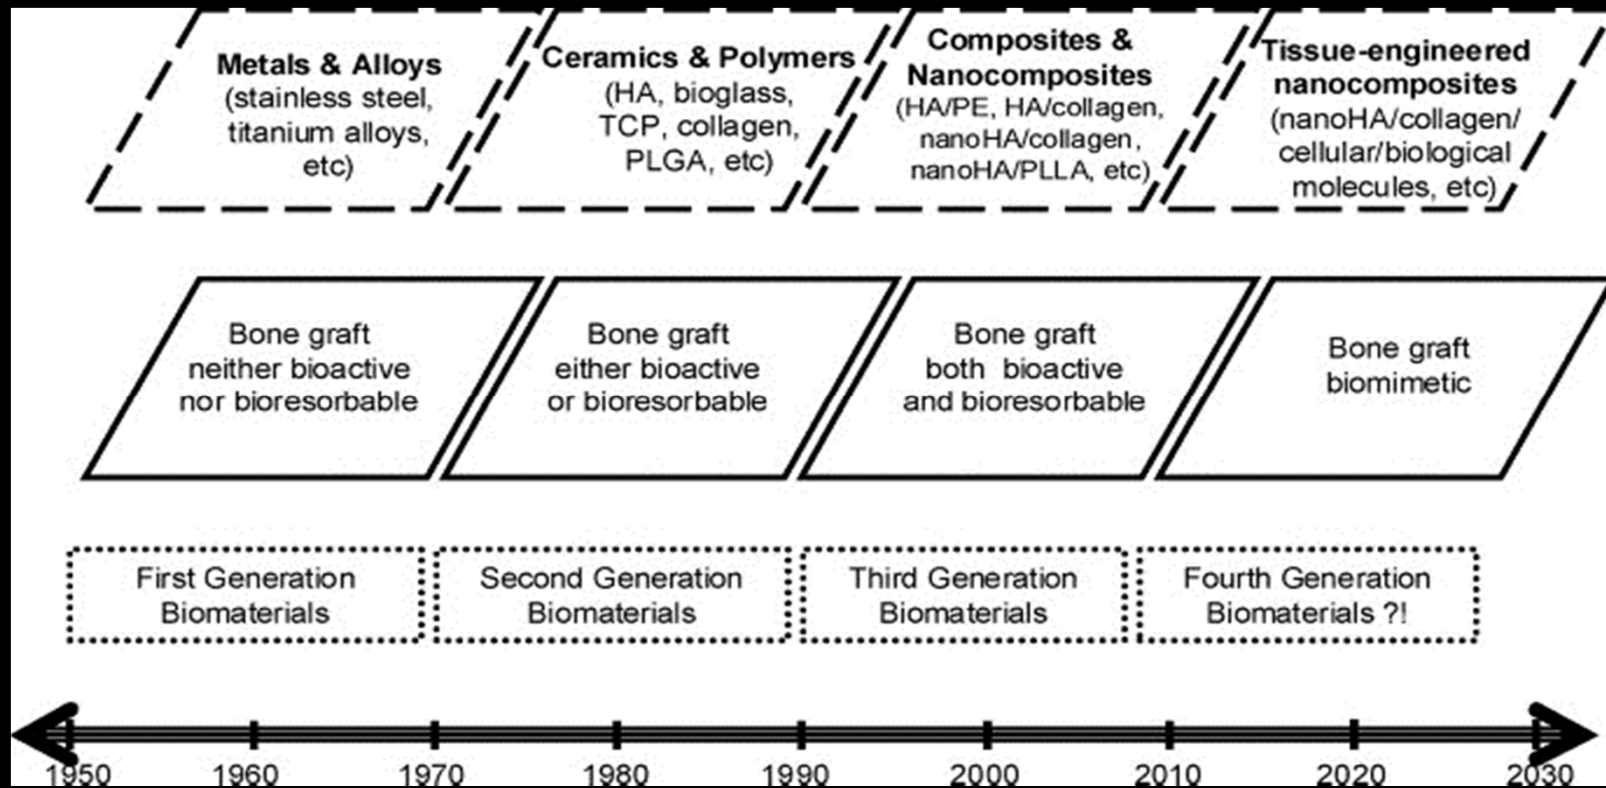 Metals & Alloys
(stainless steel,
titanium alloys,
etc)
Ceramics & Polymers
(HA, bioglass,
TCP, collagen,
PLGA, etc)
Composites &
Nanocomposites
(HA/PE, HA/collagen,
nanoHA/collagen,
nanoHA/PLLA, etc)
Tissue-engineered
nanocomposites
(nanoHA/collagen/
cellular/biological
molecules, etc)
Bone graft
neither bioactive
nor bioresorbable
Bone graft
either bioactive
or bioresorbable
Bone graft
both bioactive
and bioresorbable
Bone graft
biomimetic
First Generation
Biomaterials
Second Generation
Biomaterials
Third Generation
Biomaterials
Fourth Generation
Biomaterials ?!
1950 1960 1970 1980 1990 2000 2010 2020 2030